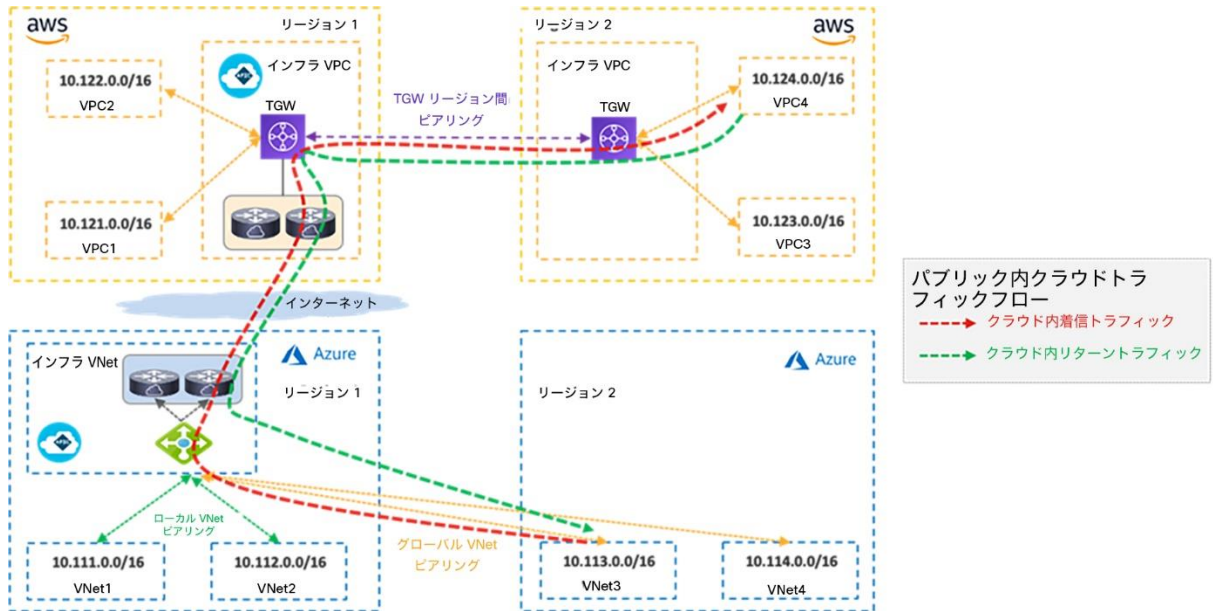 aws
リージョン 1
10.122.0.0/16
VPC2
インフラ VPC
TGW
10.121.0.0/16
VPC1
TGW リージョン間
ピアリング
リージョン 2
aws
インフラ VPC
TGW
10.124.0.0/16
VPC4
10.123.0.0/16
VPC3
インターネット
パブリック内クラウドトラ
フィックフロー
クラウド内着信トラフィック
クラウド内リターントラフィック
インフラ VNet
Azure
リージョン 1
ローカル VNet
ピアリング
10.111.0.0/16
VNet1
10.112.0.0/16
VNet2
グローバル VNet
ピアリング
リージョン 2
Azure
10.113.0.0/16
VNet3
10.114.0.0/16
VNet4